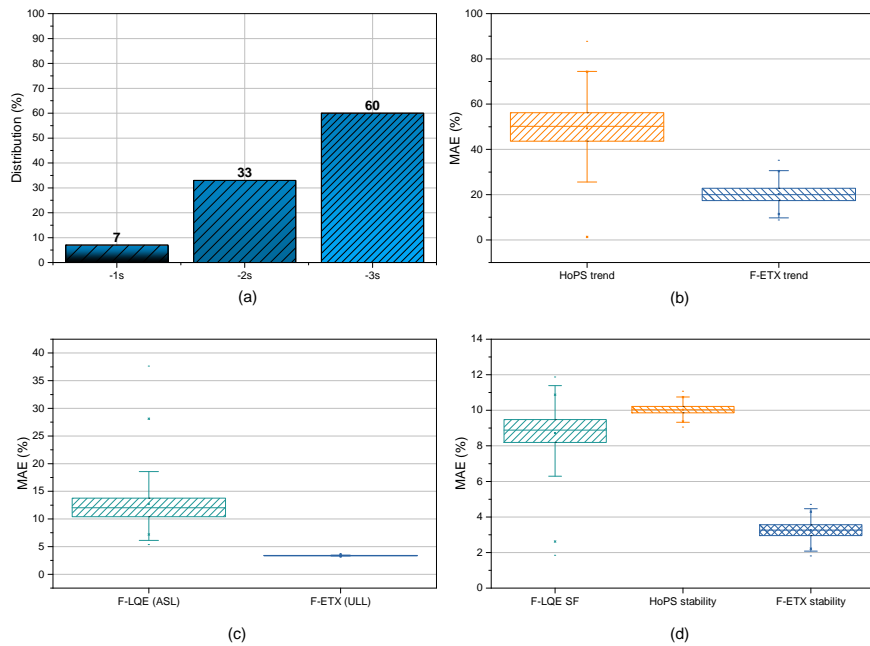 100
90
80
70
60
50
40
30
20
10
0
Distribution (%)
7
33
60
-1s
-2s
-3s
(a)
100
80
60
40
20
0
MAE (%)
HoPS trend
F-ETX trend
(b)
40
35
30
25
20
15
10
5
0
MAE (%)
F-LQE (ASL)
F-ETX (ULL)
(c)
14
12
10
8
6
4
2
0
MAE (%)
F-LQE SF
HoPS stability
F-ETX stability
(d)